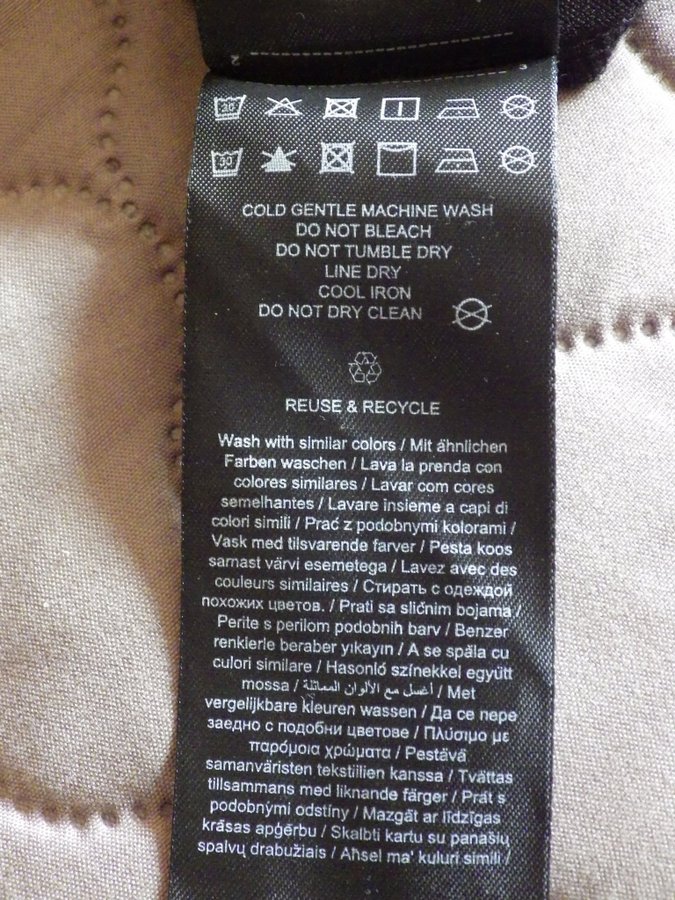 30
30
COLD GENTLE MACHINE WASH
DO NOT BLEACH
DO NOT TUMBLE DRY
LINE DRY
COOL IRON
DO NOT DRY CLEAN
REUSE & RECYCLE
Wash with similar colors / Mit ähnlichen
Farben waschen / Lava la prenda con
colores similares / Lavar com cores
semelhantes / Lavare insieme a capi di
colori simili / Prać z podobnymi kolorami /
Vask med tilsvarende farver / Pesta koos
samast värvi esemetega / Lavez avec des
couleurs similaires / Стирать с одеждой
похожих цветов. / Prati sa sličnim bojama /
Perite s perilom podobnih barv / Benzer
renklerle beraber yıkayın / A se spăla cu
culori similare / Hasonló színekkel együtt
mossa / أغسل مع الألوان المماثلة / Met
vergelijkbare kleuren wassen / Да се пере
заедно с подобни цветове / Πλύσιμο με
παρόμοια χρώματα / Pestävä
samanväristen tekstiilien kanssa / Tvättas
tillsammans med liknande färger / Prát s
podobnými odstíny / Mazgāt ar līdzīgas
krāsas apģērbu / Skalbti kartu su panašių
spalvų drabužiais / Aħsel ma' kuluri simili /